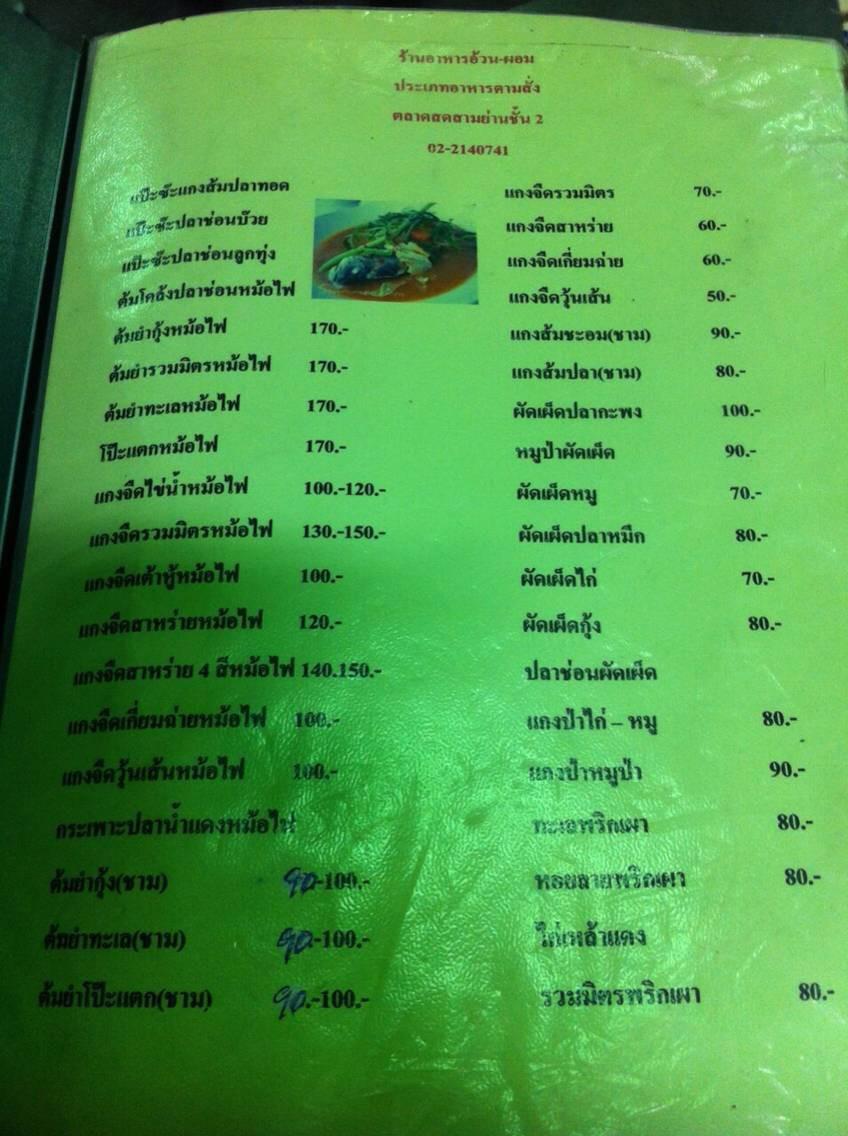 ร้านอาหารอ้วน-ผอม
ประเภทอาหารตามสั่ง
ตลาดสดสามย่านชั้น 2
02-2140741
แป๊ะซ๊ะแกงส้มปลาทอด
แป๊ะซ๊ะปลาช่อนบ๊วย
แป๊ะซ๊ะปลาช่อนลูกทุ่ง
ต้มโคล้งปลาช่อนหม้อไฟ
ต้มยำกุ้งหม้อไฟ 170.-
ต้มยำรวมมิตรหม้อไฟ 170.-
ต้มยำทะเลหม้อไฟ 170.-
โป๊ะแตกหม้อไฟ 170.-
แกงจืดไข่น้ำหม้อไฟ 100.-120.-
แกงจืดรวมมิตรหม้อไฟ 130.-150.-
แกงจืดเต้าหู้หม้อไฟ 100.-
แกงจืดสาหร่ายหม้อไฟ 120.-
แกงจืดสาหร่าย 4 สีหม้อไฟ 140.150.-
แกงจืดเกี่ยมฉ่ายหม้อไฟ 100.-
แกงจืดวุ้นเส้นหม้อไฟ 100.-
กระเพาะปลาน้ำแดงหม้อไฟ
ต้มยำกุ้ง(ชาม) 90-100.-
ต้มยำทะเล(ชาม) 90.-100.-
ต้มยำโป๊ะแตก(ชาม) 90.-100.-
แกงจืดรวมมิตร 70.-
แกงจืดสาหร่าย 60.-
แกงจืดเกี่ยมฉ่าย 60.-
แกงจืดวุ้นเส้น 50.-
แกงส้มชะอม(ชาม) 90.-
แกงส้มปลา(ชาม) 80.-
ผัดเผ็ดปลากะพง 100.-
หมูป่าผัดเผ็ด 90.-
ผัดเผ็ดหมู 70.-
ผัดเผ็ดปลาหมึก 80.-
ผัดเผ็ดไก่ 70.-
ผัดเผ็ดกุ้ง 80.-
ปลาช่อนผัดเผ็ด
แกงป่าไก่ – หมู 80.-
แกงป่าหมูป่า 90.-
ทะเลพริกเผา 80.-
หอยลายพริกเผา 80.-
ไก่เหล้าแดง
รวมมิตรพริกเผา 80.-